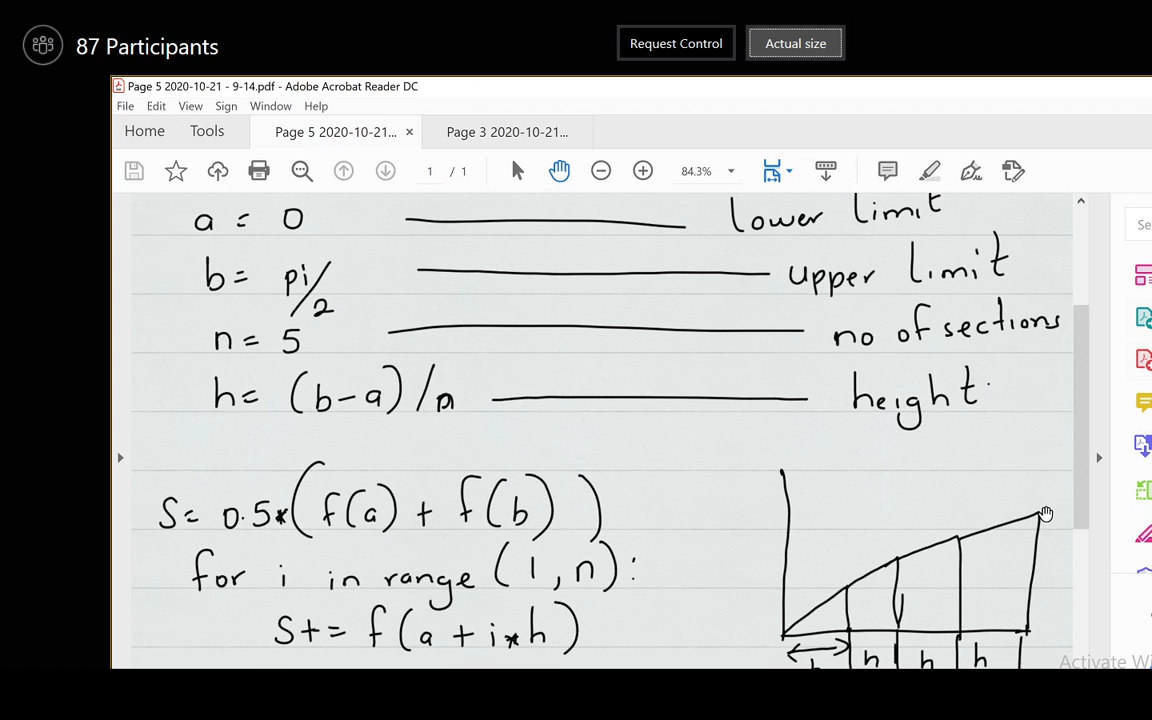 87 Participants
Request Control
Actual size
Page 5 2020-10-21 - 9-14.pdf - Adobe Acrobat Reader DC
File Edit View Sign Window Help
Home Tools Page 5 2020-10-21... × Page 3 2020-10-21...
1 / 1 84.3%
Se
a = 0 lower limit
b = pi/2 upper limit
n = 5 no of sections
h = (b-a)/n height
S= 0.5*(f(a) + f(b))
for i in range (1,n):
S+= f(a+i*h)
h h h
Activate Wi